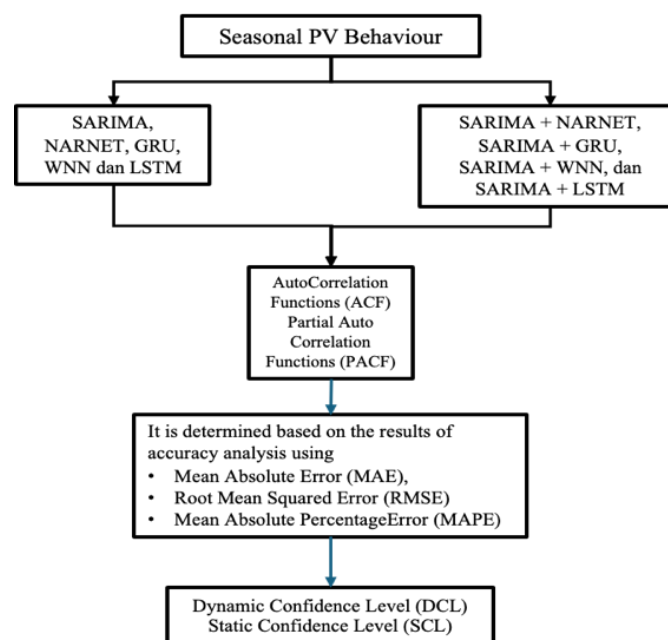 Seasonal PV Behaviour
SARIMA,
NARNET, GRU,
WNN dan LSTM
SARIMA + NARNET,
SARIMA + GRU,
SARIMA + WNN, dan
SARIMA + LSTM
AutoCorrelation
Functions (ACF)
Partial Auto
Correlation
Functions (PACF)
It is determined based on the results of
accuracy analysis using
• Mean Absolute Error (MAE),
• Root Mean Squared Error (RMSE)
• Mean Absolute PercentageError (MAPE)
Dynamic Confidence Level (DCL)
Static Confidence Level (SCL)